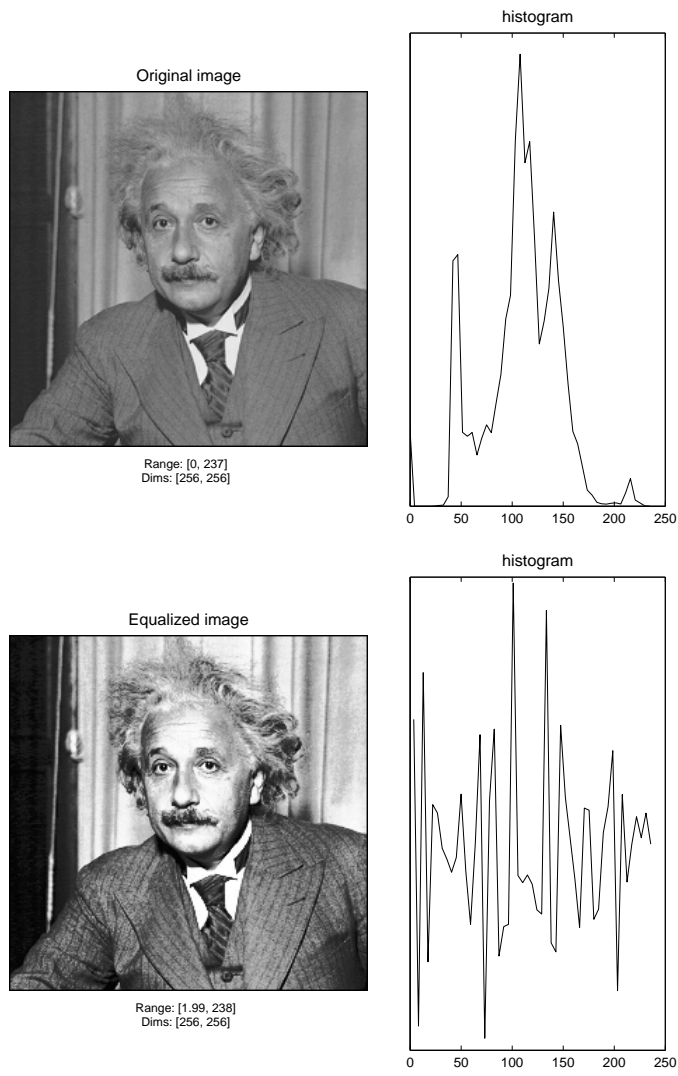 histogram
Original image
Range: [0, 237]
Dims: [256, 256]
0 50 100 150 200 250
histogram
Equalized image
Range: [1.99, 238]
Dims: [256, 256]
0 50 100 150 200 250